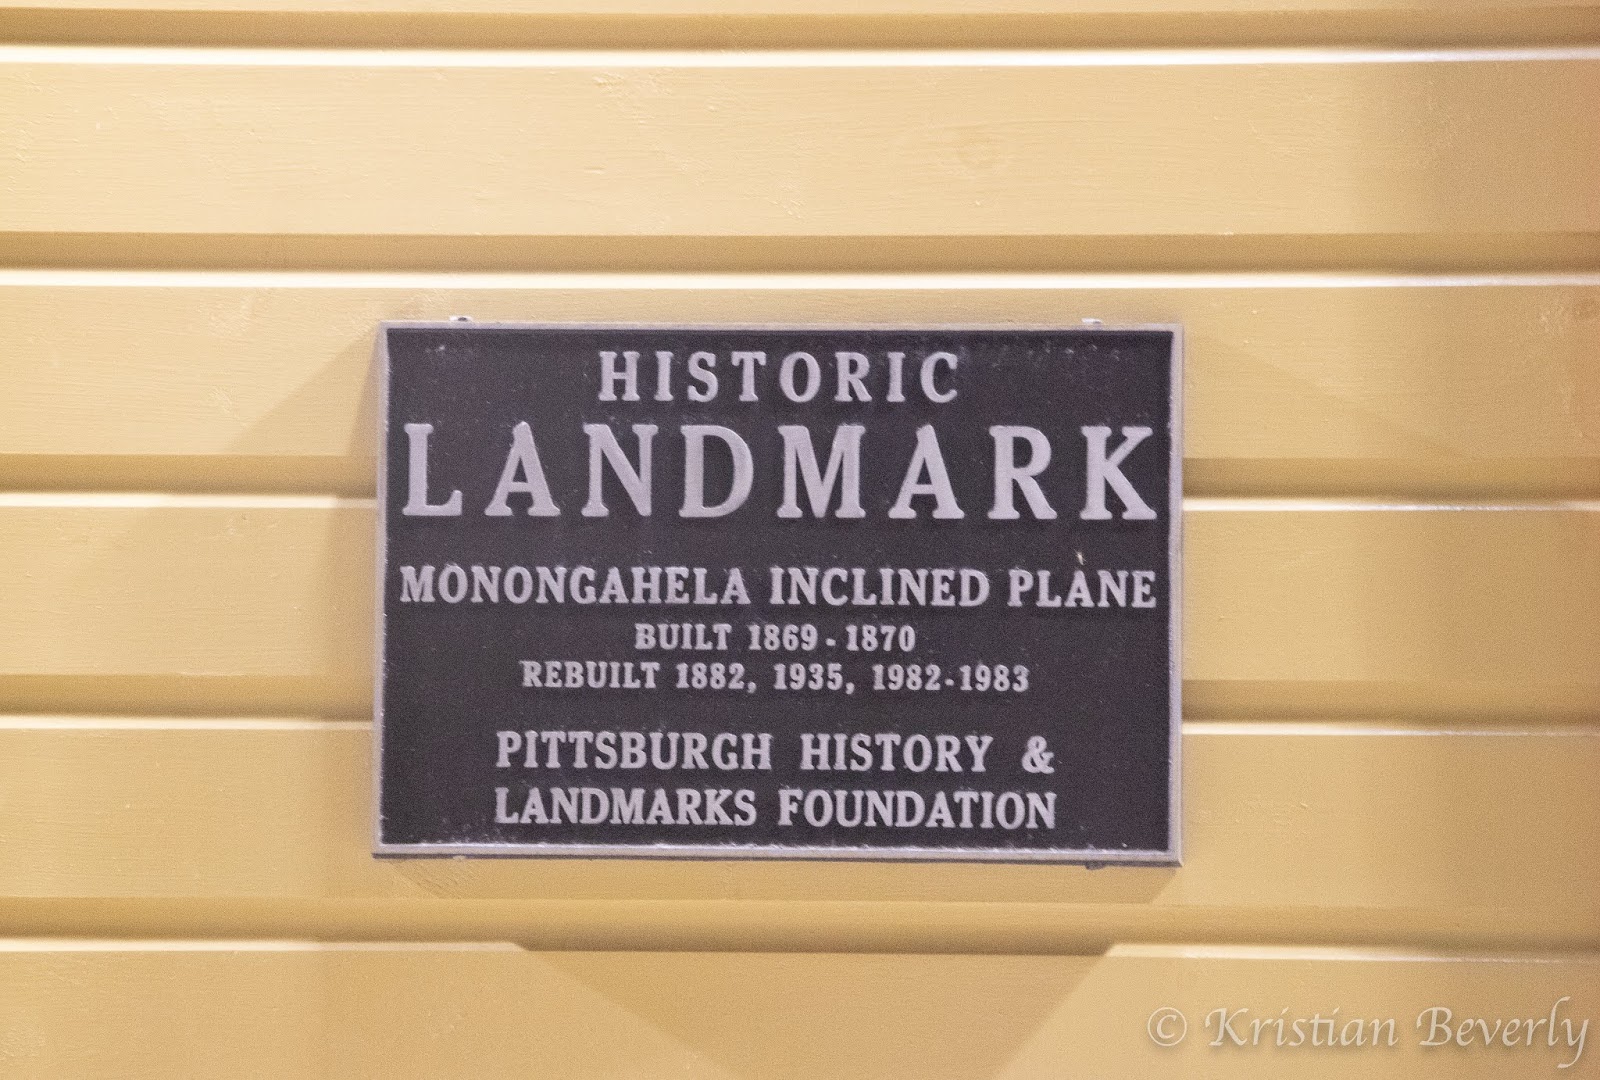 HISTORIC
LANDMARK
MONONGAHELA INCLINED PLANE
BUILT 1869-1870
REBUILT 1882, 1935, 1982-1983
PITTSBURGH HISTORY &
LANDMARKS FOUNDATION
© Kristian Beverly